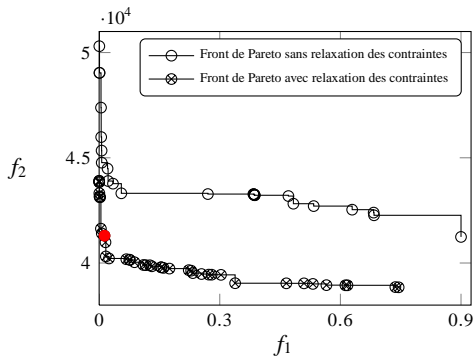 ·10⁴
5
4.5
4
f₂
Front de Pareto sans relaxation des contraintes
Front de Pareto avec relaxation des contraintes
0 0.3 0.6 0.9
f₁